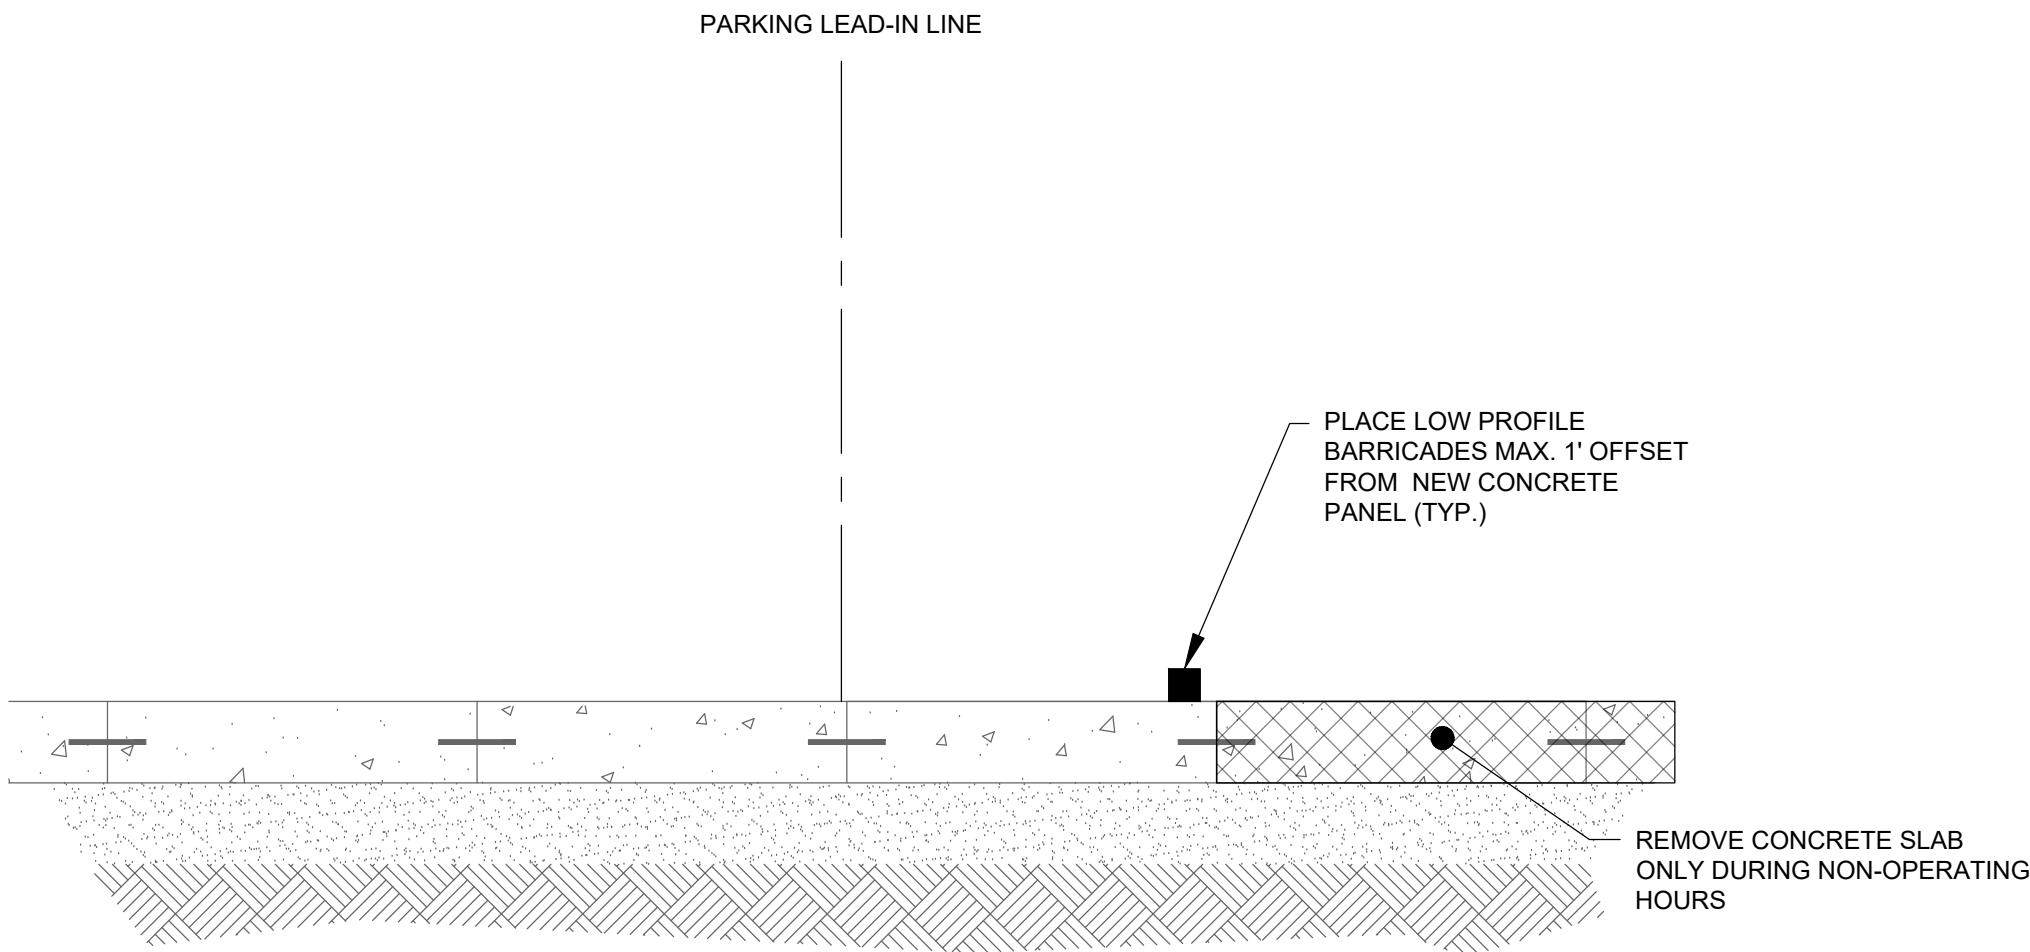 PARKING LEAD-IN LINE
PLACE LOW PROFILE
BARRICADES MAX. 1' OFFSET
FROM  NEW CONCRETE
PANEL (TYP.)
REMOVE CONCRETE SLAB
ONLY DURING NON-OPERATING
HOURS